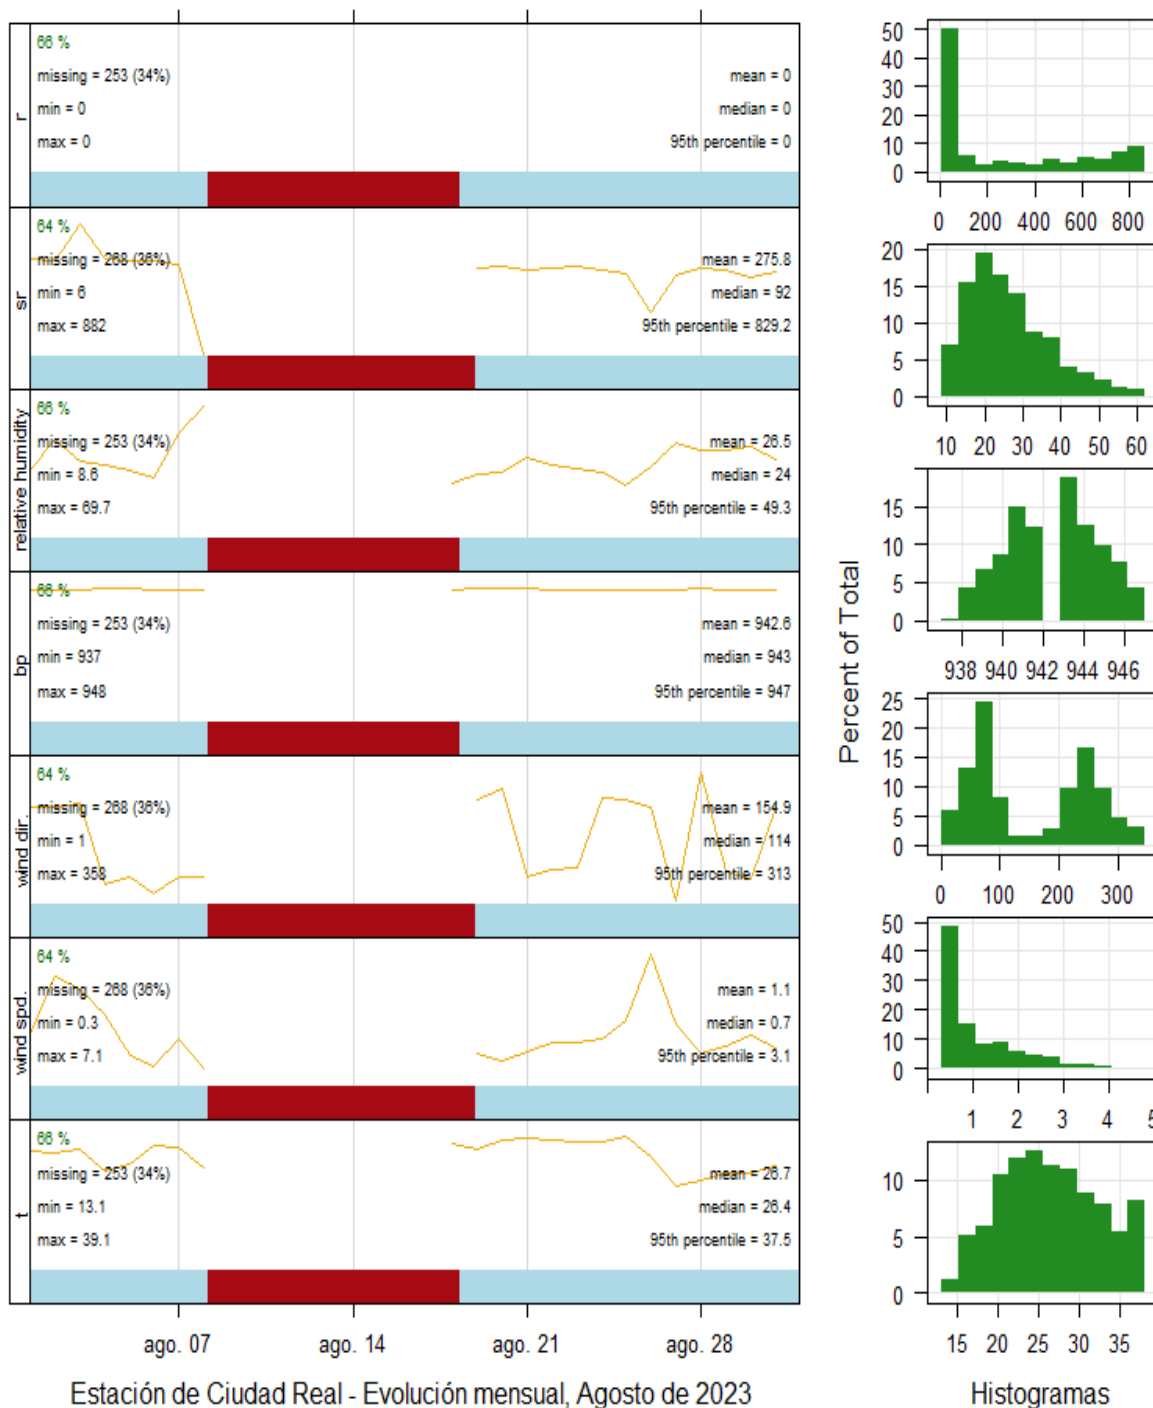 r
66 %
missing = 253 (34%)
min = 0
max = 0
mean = 0
median = 0
95th percentile = 0
sr
64 %
missing = 268 (36%)
min = 6
max = 882
mean = 275.8
median = 92
95th percentile = 829.2
relative humidity
66 %
missing = 253 (34%)
min = 8.6
max = 69.7
mean = 26.5
median = 24
95th percentile = 49.3
bp
66 %
missing = 253 (34%)
min = 937
max = 948
mean = 942.6
median = 943
95th percentile = 947
wind dir.
64 %
missing = 268 (36%)
min = 1
max = 358
mean = 154.9
median = 114
95th percentile = 313
wind spd.
64 %
missing = 268 (36%)
min = 0.3
max = 7.1
mean = 1.1
median = 0.7
95th percentile = 3.1
t
66 %
missing = 253 (34%)
min = 13.1
max = 39.1
mean = 26.7
median = 26.4
95th percentile = 37.5
ago. 07 ago. 14 ago. 21 ago. 28
Estación de Ciudad Real - Evolución mensual, Agosto de 2023
Percent of Total
50
40
30
20
10
0
0 200 400 600 800
20
15
10
5
0
10 20 30 40 50 60
15
10
5
0
938 940 942 944 946
25
20
15
10
5
0
0 100 200 300
50
40
30
20
10
0
1 2 3 4 5
10
5
0
15 20 25 30 35
Histogramas